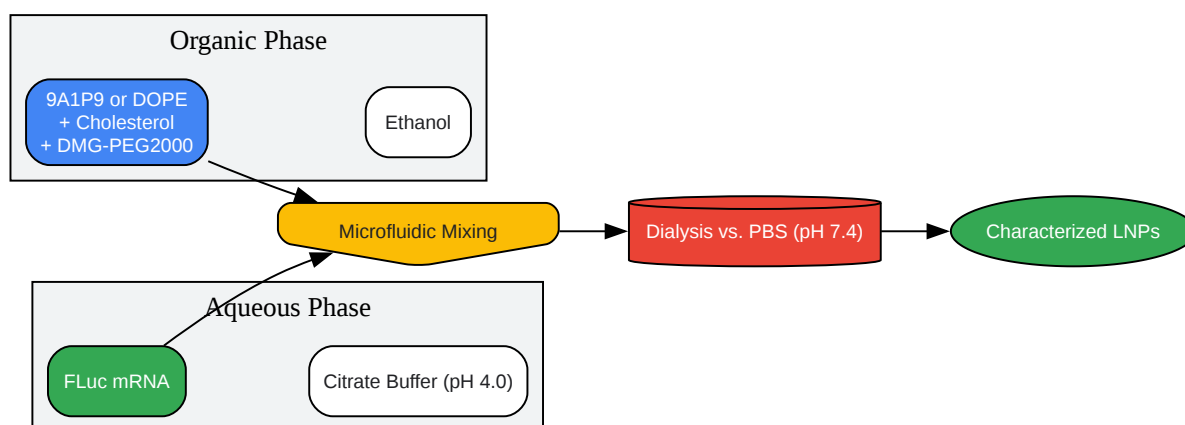 Organic Phase
9A1P9 or DOPE
+ Cholesterol
+ DMG-PEG2000
Ethanol
Microfluidic Mixing
Dialysis vs. PBS (pH 7.4)
Characterized LNPs
Aqueous Phase
FLuc mRNA
Citrate Buffer (pH 4.0)